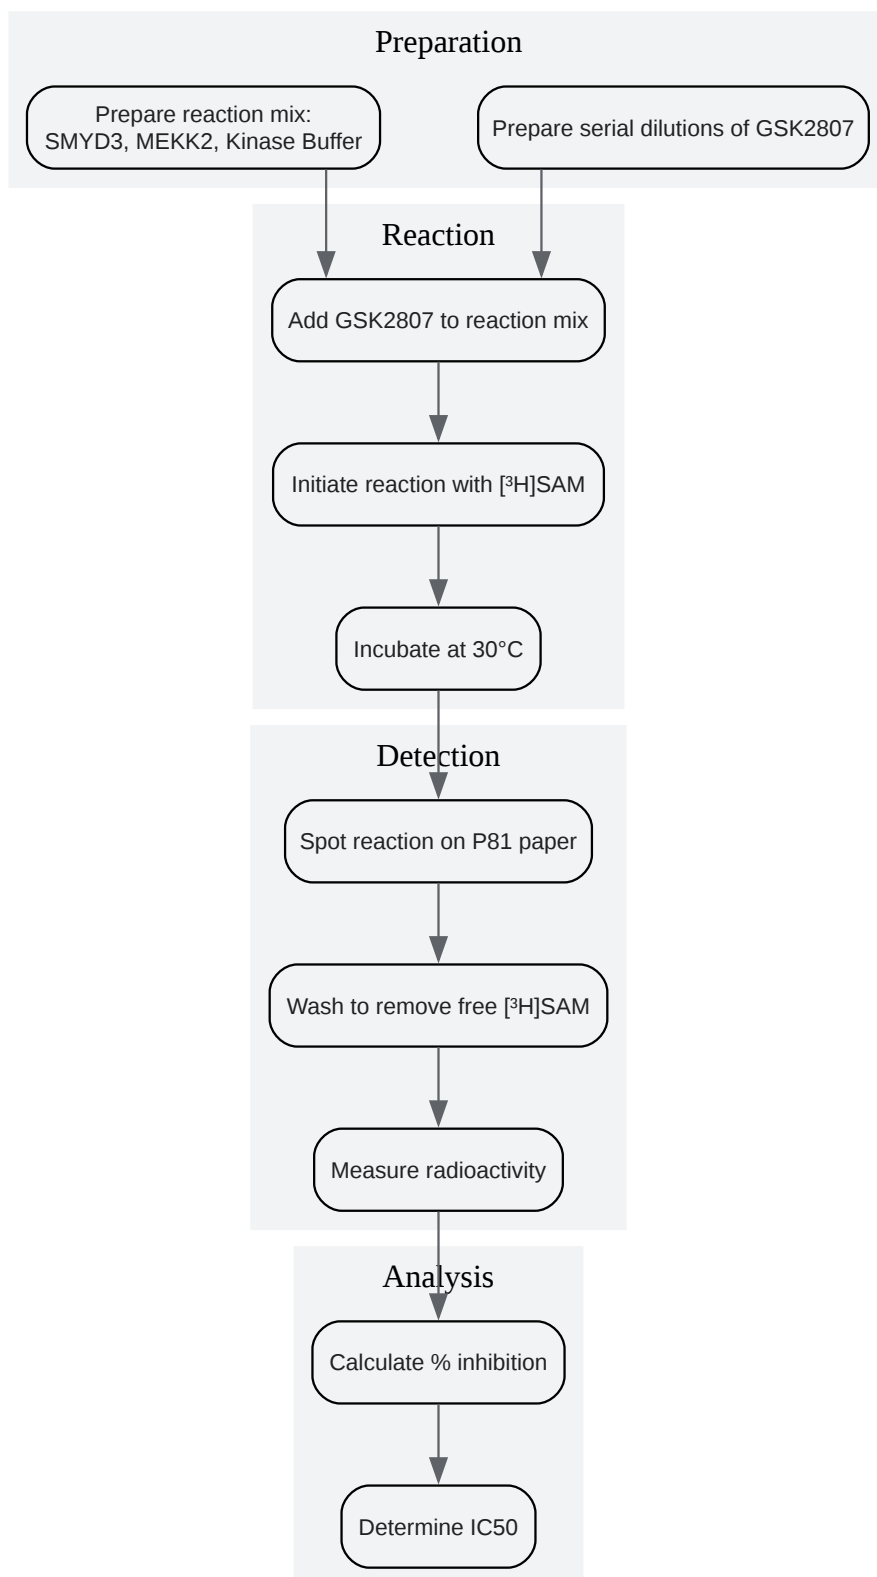 Preparation
Prepare reaction mix:
SMYD3, MEKK2, Kinase Buffer
Prepare serial dilutions of GSK2807
Reaction
Add GSK2807 to reaction mix
Initiate reaction with [³H]SAM
Incubate at 30°C
Detection
Spot reaction on P81 paper
Wash to remove free [³H]SAM
Measure radioactivity
Analysis
Calculate % inhibition
Determine IC50